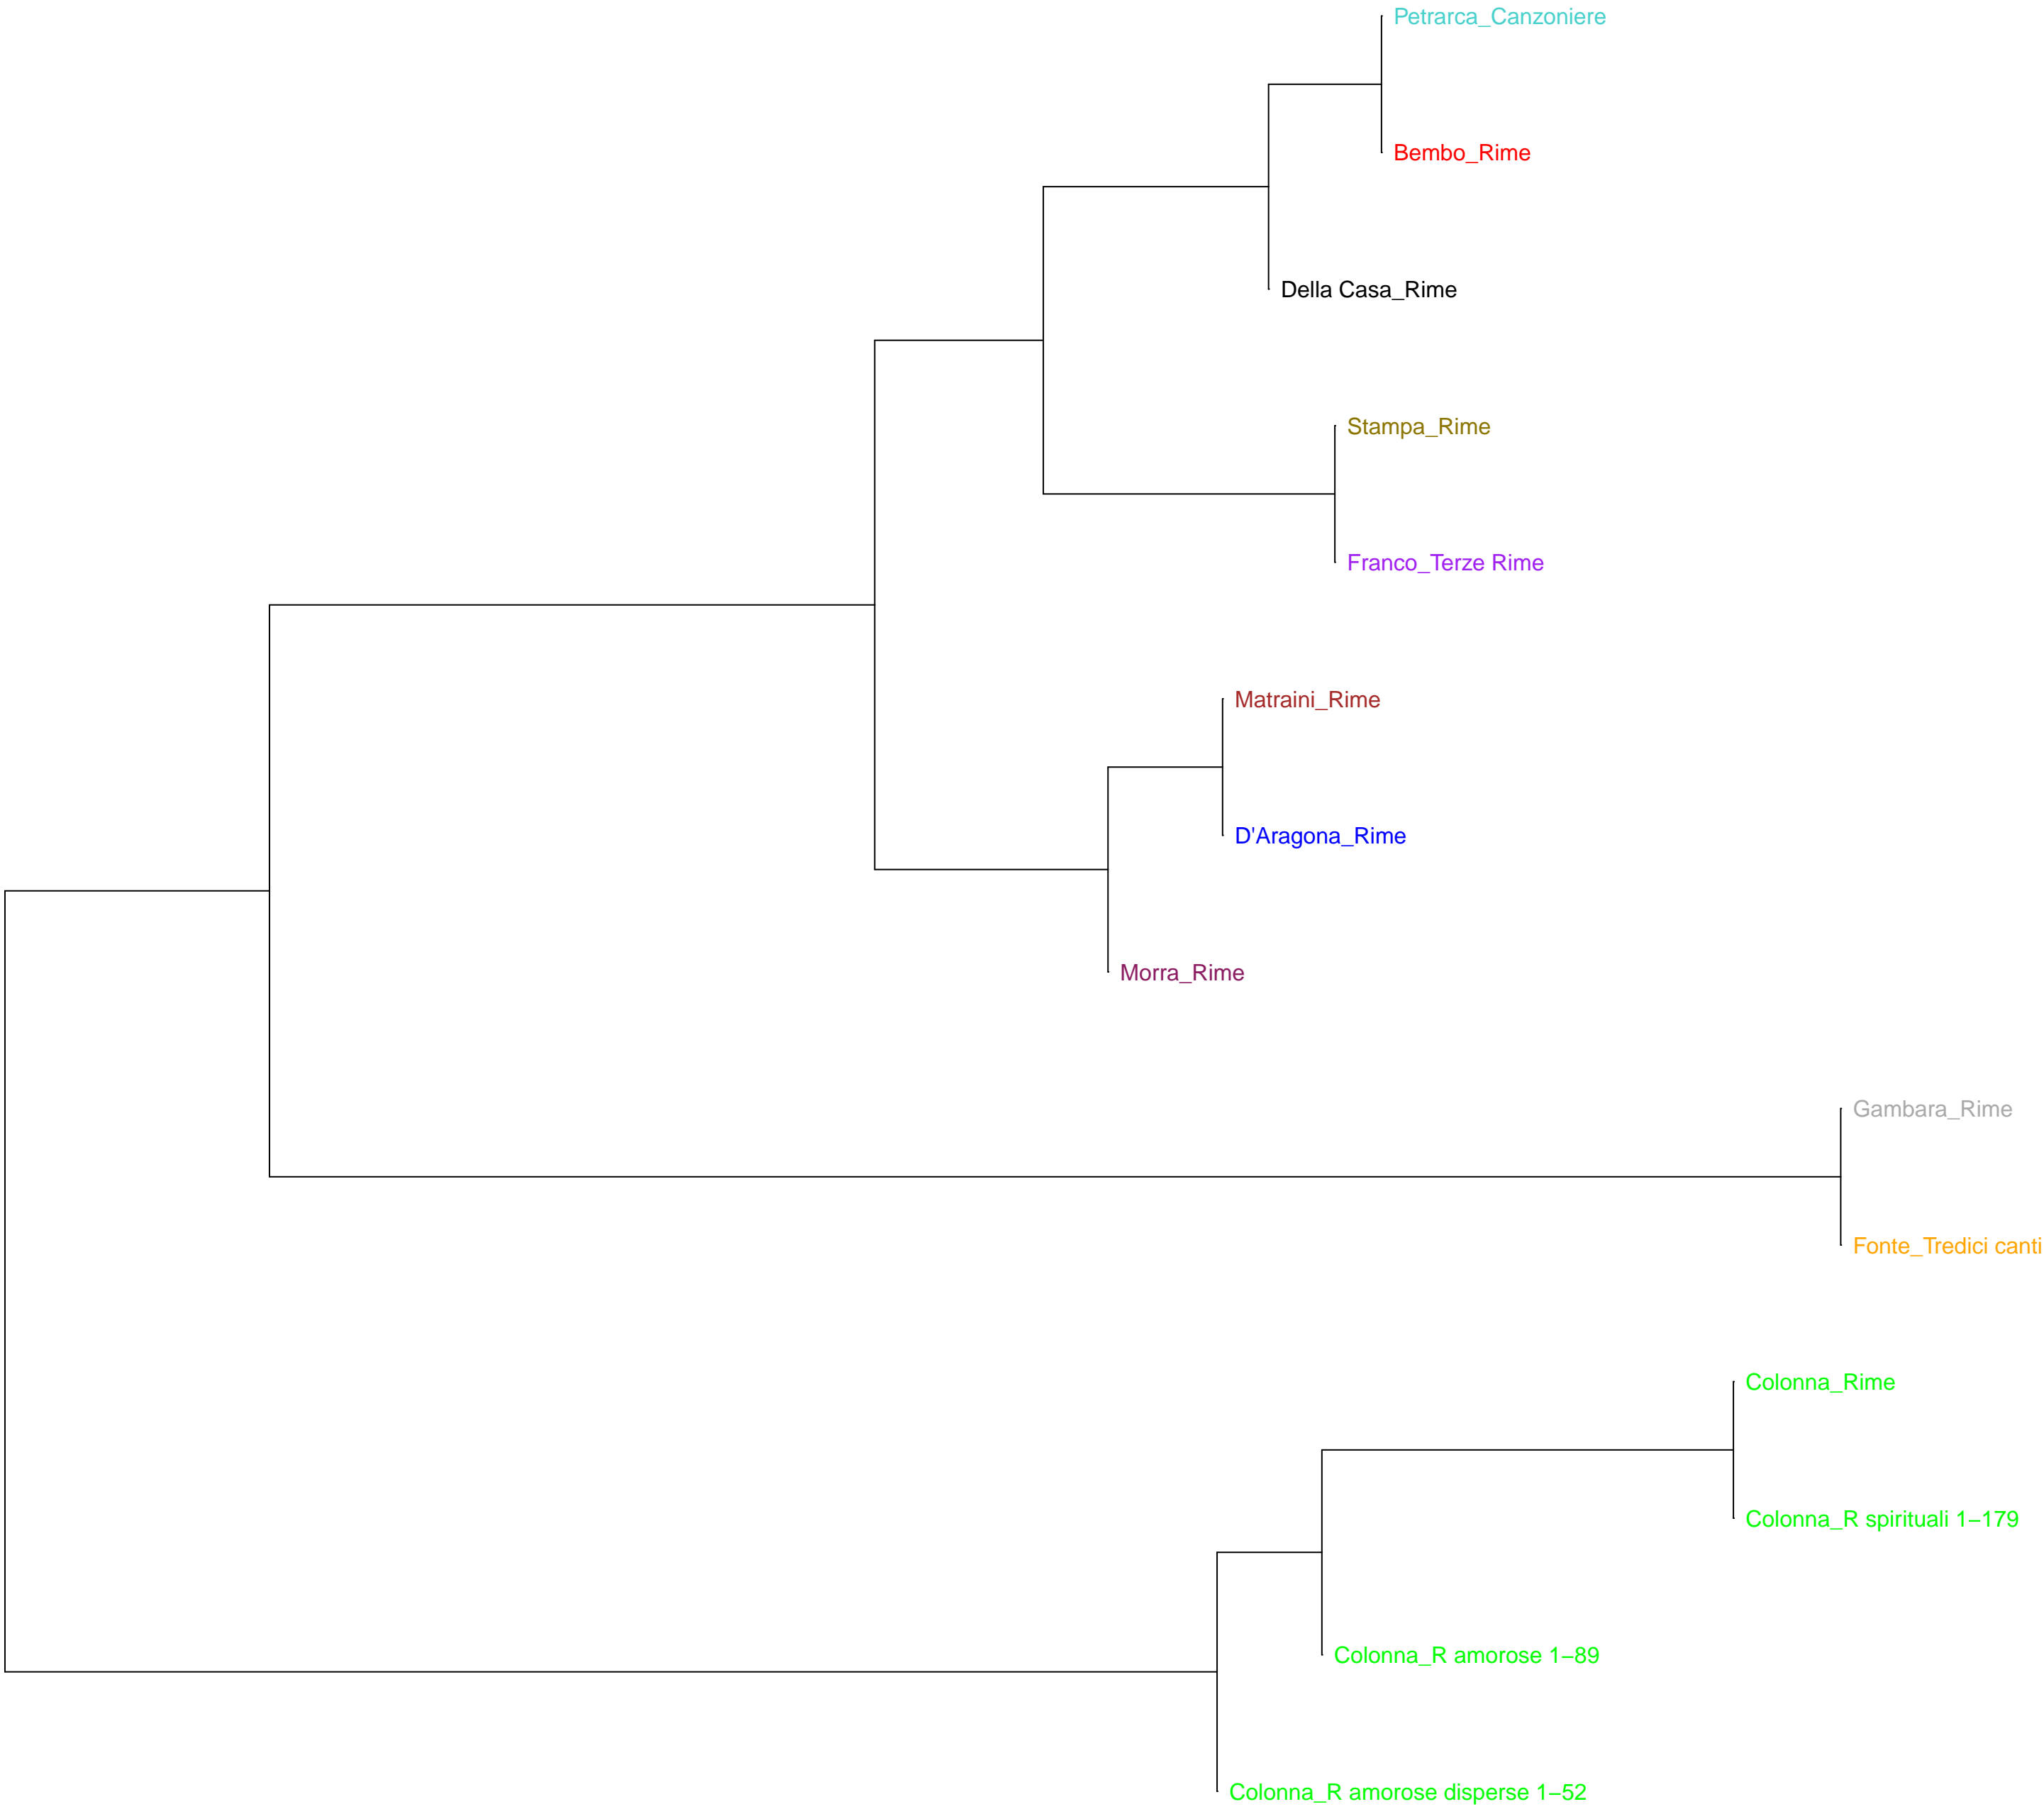 Petrarca_Canzoniere
Bembo_Rime
Della Casa_Rime
Stampa_Rime
Franco_Terze Rime
Matraini_Rime
D'Aragona_Rime
Morra_Rime
Gambara_Rime
Fonte_Tredici canti
Colonna_Rime
Colonna_R spirituali 1–179
Colonna_R amorose 1–89
Colonna_R amorose disperse 1–52